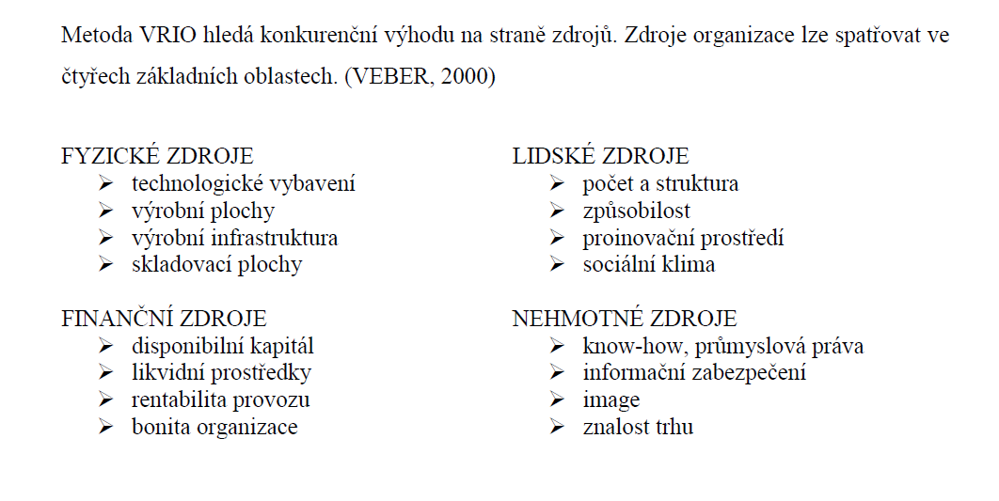 Metoda VRIO hledá konkurenční výhodu na straně zdrojů. Zdroje organizace lze spatřovat ve
čtyřech základních oblastech. (VEBER, 2000)
FYZICKÉ ZDROJE
➢ technologické vybavení
➢ výrobní plochy
➢ výrobní infrastruktura
➢ skladovací plochy
LIDSKÉ ZDROJE
➢ počet a struktura
➢ způsobilost
➢ proinovační prostředí
➢ sociální klima
FINANČNÍ ZDROJE
➢ disponibilní kapitál
➢ likvidní prostředky
➢ rentabilita provozu
➢ bonita organizace
NEHMOTNÉ ZDROJE
➢ know-how, průmyslová práva
➢ informační zabezpečení
➢ image
➢ znalost trhu